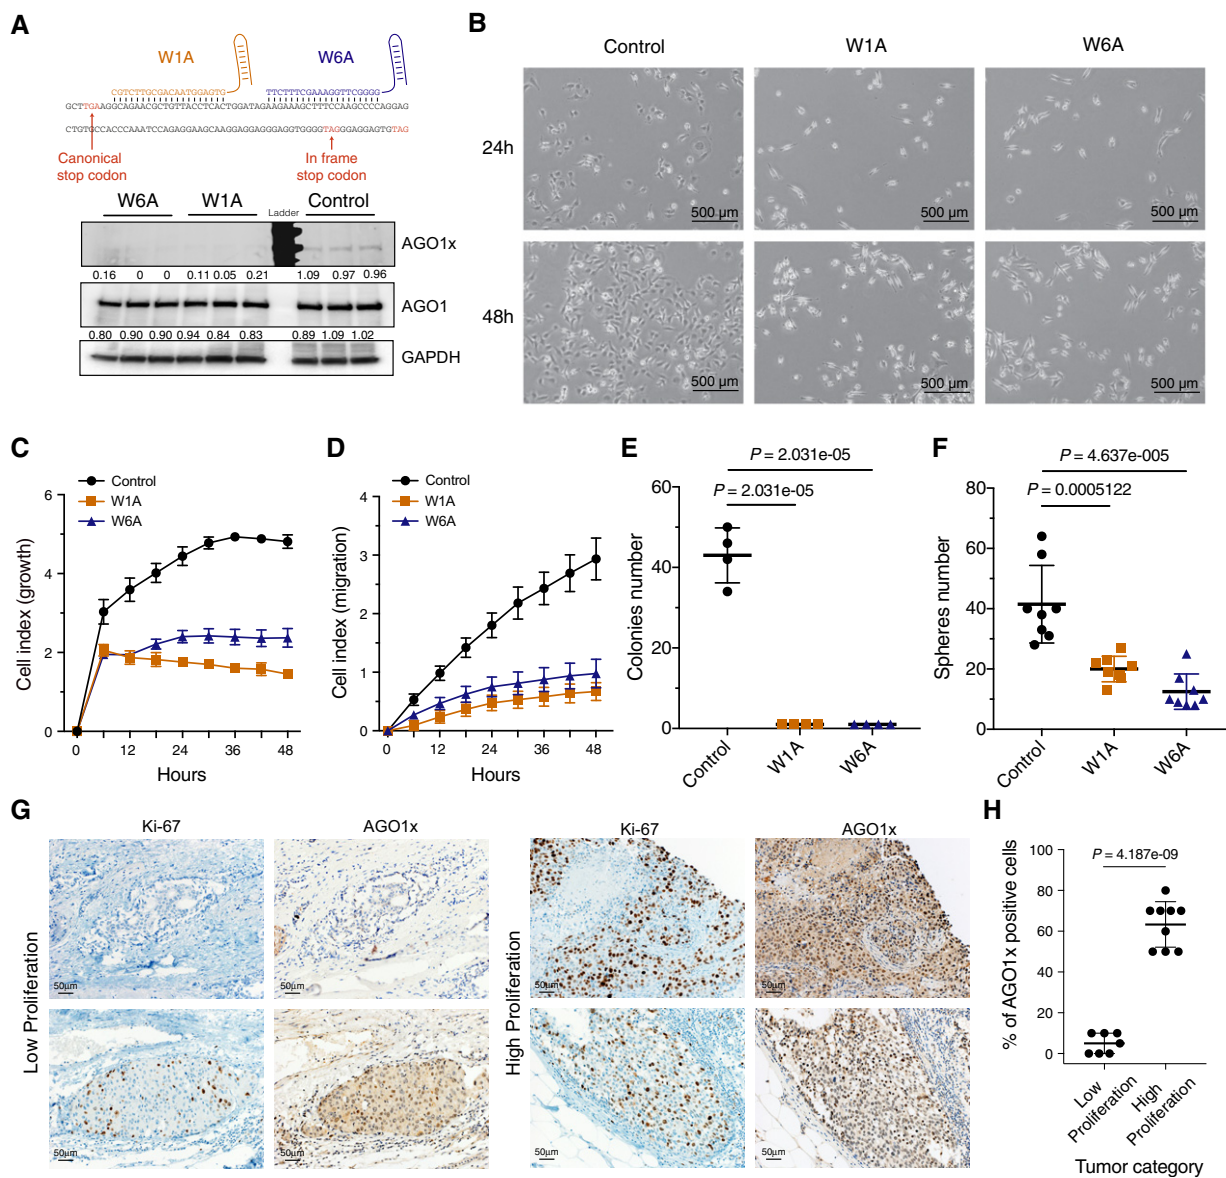 A
W1A
W6A
CGTCTTGCGACAATGGAGTG
TTCTTTCGAAAGGTTCGGGG
GCTTGAAGGCAGAACGCTGTTACCTCACTGGATAGAAGAAAGCTTTCCAAGCCCCAGGAG
CTGTGCCACCCAAATCCAGAGGAAGCAAGGAGGAGGGAGGTGGGGTAGGGAGGAGTGTAG
Canonical
stop codon
In frame
stop codon
W6A
W1A
Ladder
Control
AGO1x
0.16 0 0 0.11 0.05 0.21 1.09 0.97 0.96
AGO1
0.80 0.90 0.90 0.94 0.84 0.83 0.89 1.09 1.02
GAPDH
B
Control
W1A
W6A
24h
500 µm
500 µm
500 µm
48h
500 µm
500 µm
500 µm
C
Control
W1A
W6A
Cell index (growth)
6
4
2
0
0 12 24 36 48
Hours
D
Control
W1A
W6A
Cell index (migration)
4
3
2
1
0
0 12 24 36 48
Hours
E
P = 2.031e-05
P = 2.031e-05
Colonies number
60
40
20
0
Control
W1A
W6A
F
P = 4.637e-005
P = 0.0005122
Spheres number
80
60
40
20
0
Control
W1A
W6A
G
Ki-67
AGO1x
Ki-67
AGO1x
Low Proliferation
High Proliferation
50µm
50µm
50µm
50µm
50µm
50µm
50µm
50µm
H
P = 4.187e-09
% of AGO1x positive cells
100
80
60
40
20
0
Low
Proliferation
High
Proliferation
Tumor category